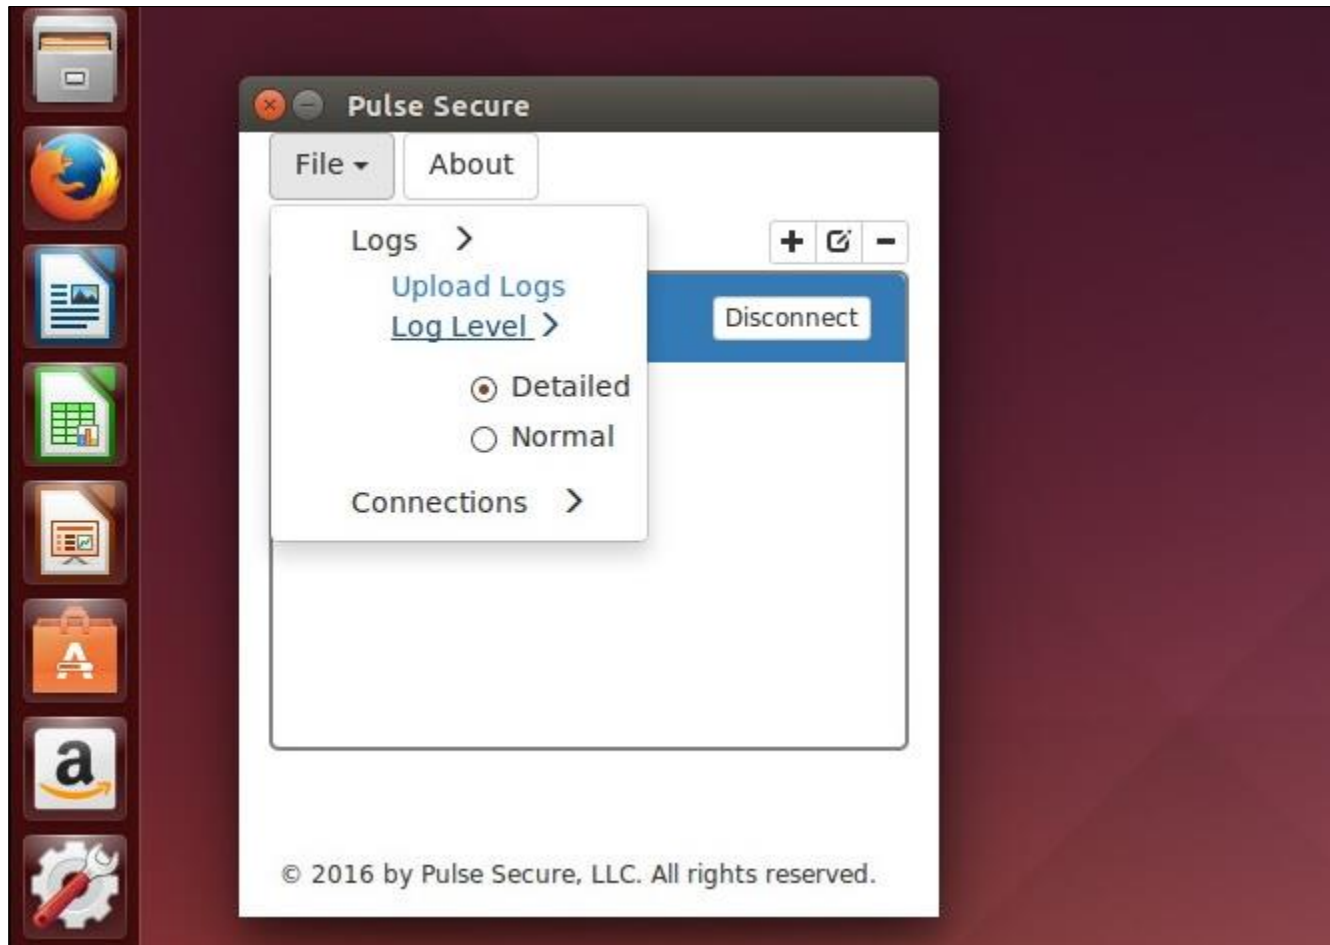 Pulse Secure
File About
Logs
Upload Logs
Log Level
Disconnect
Detailed
Normal
Connections
© 2016 by Pulse Secure, LLC. All rights reserved.